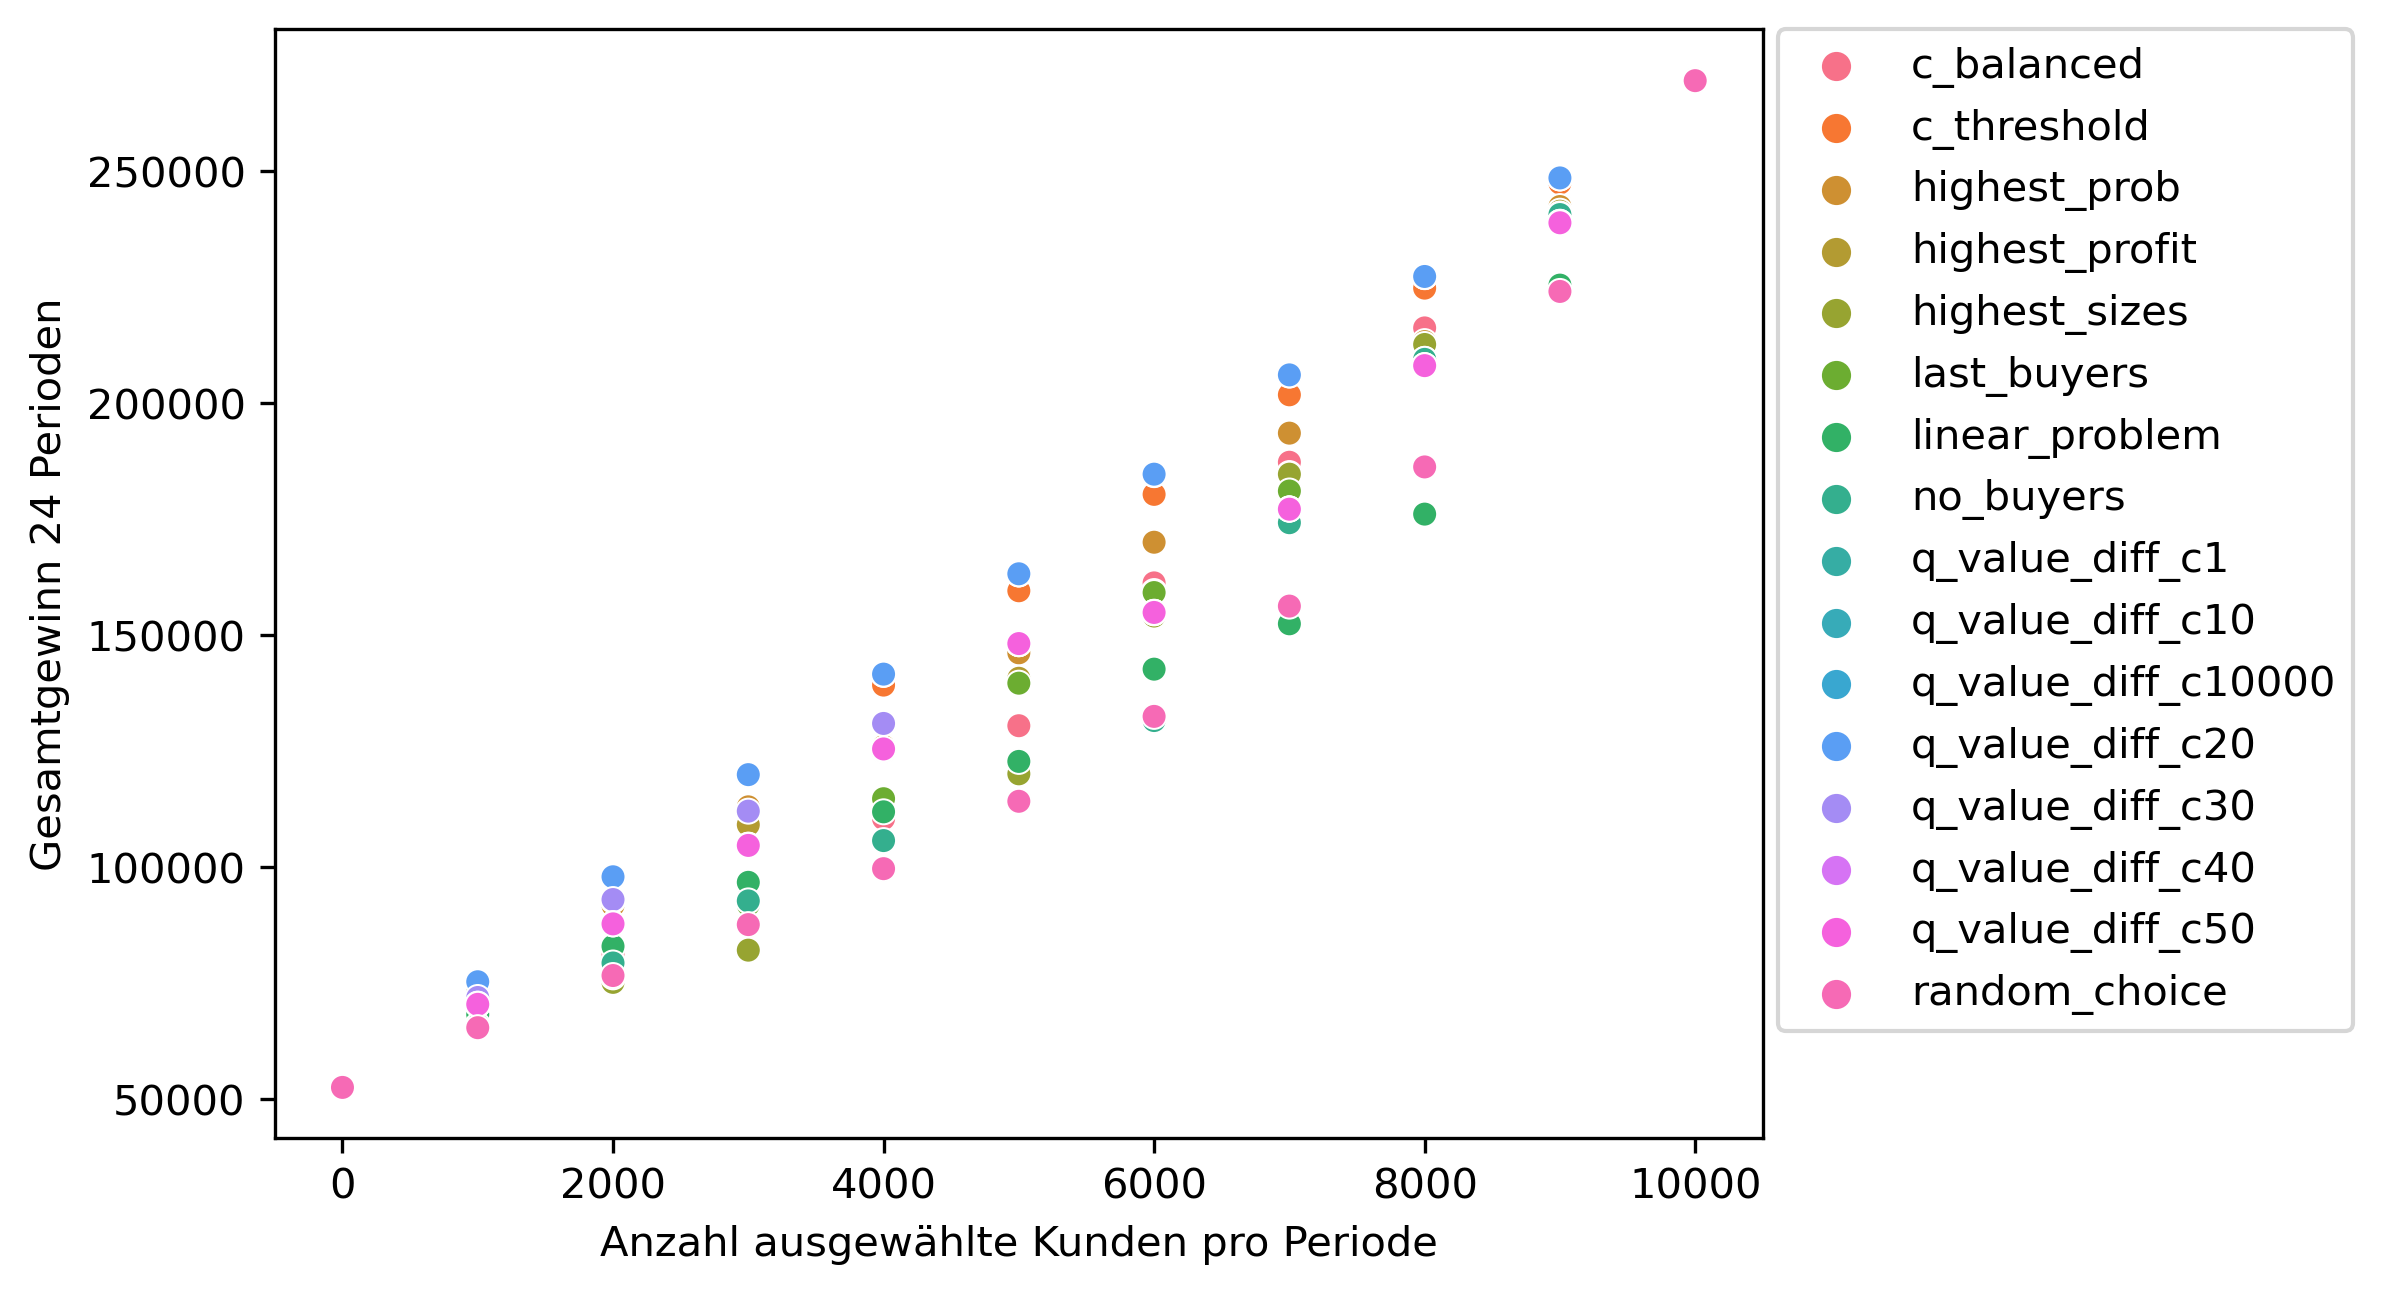 Gesamtgewinn 24 Perioden
250000
200000
150000
100000
50000
0
2000
4000
6000
8000
10000
Anzahl ausgewählte Kunden pro Periode
c_balanced
c_threshold
highest_prob
highest_profit
highest_sizes
last_buyers
linear_problem
no_buyers
q_value_diff_c1
q_value_diff_c10
q_value_diff_c10000
q_value_diff_c20
q_value_diff_c30
q_value_diff_c40
q_value_diff_c50
random_choice